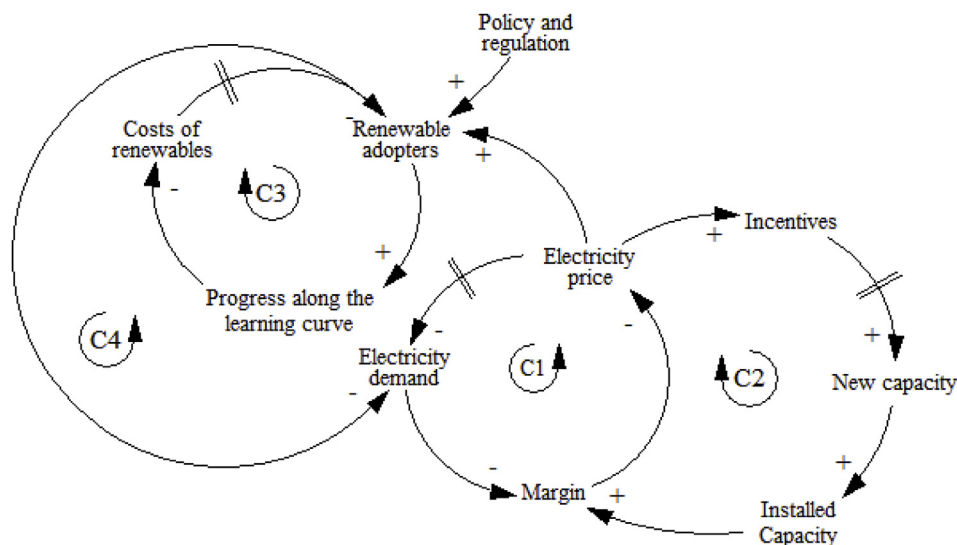 Policy and
regulation
+
Costs of
renewables
-
Renewable
adopters
+
-
C3
Incentives
+
Electricity
price
+
Progress along the
learning curve
-
-
+
C4
Electricity
demand
C1
C2
New capacity
-
+
-
Margin
+
Installed
Capacity